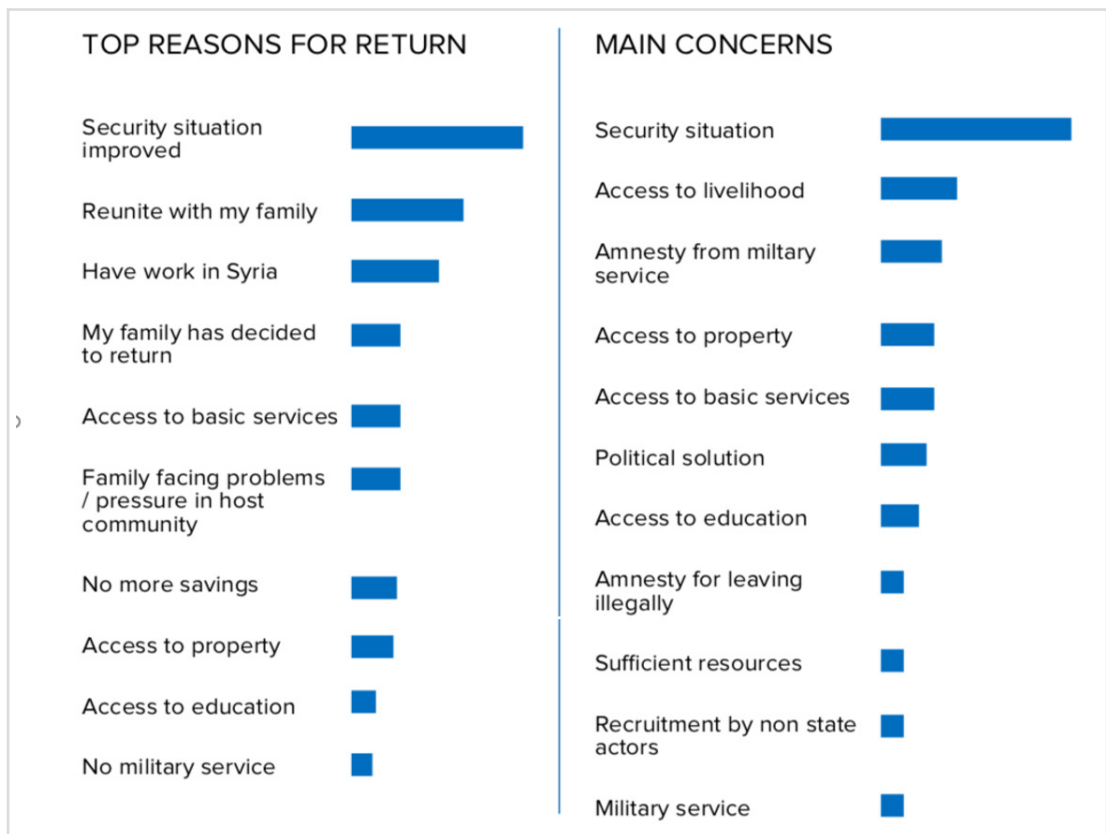 TOP REASONS FOR RETURN
Security situation
improved
Reunite with my family
Have work in Syria
My family has decided
to return
Access to basic services
Family facing problems
/ pressure in host
community
No more savings
Access to property
Access to education
No military service
MAIN CONCERNS
Security situation
Access to livelihood
Amnesty from miltary
service
Access to property
Access to basic services
Political solution
Access to education
Amnesty for leaving
illegally
Sufficient resources
Recruitment by non state
actors
Military service